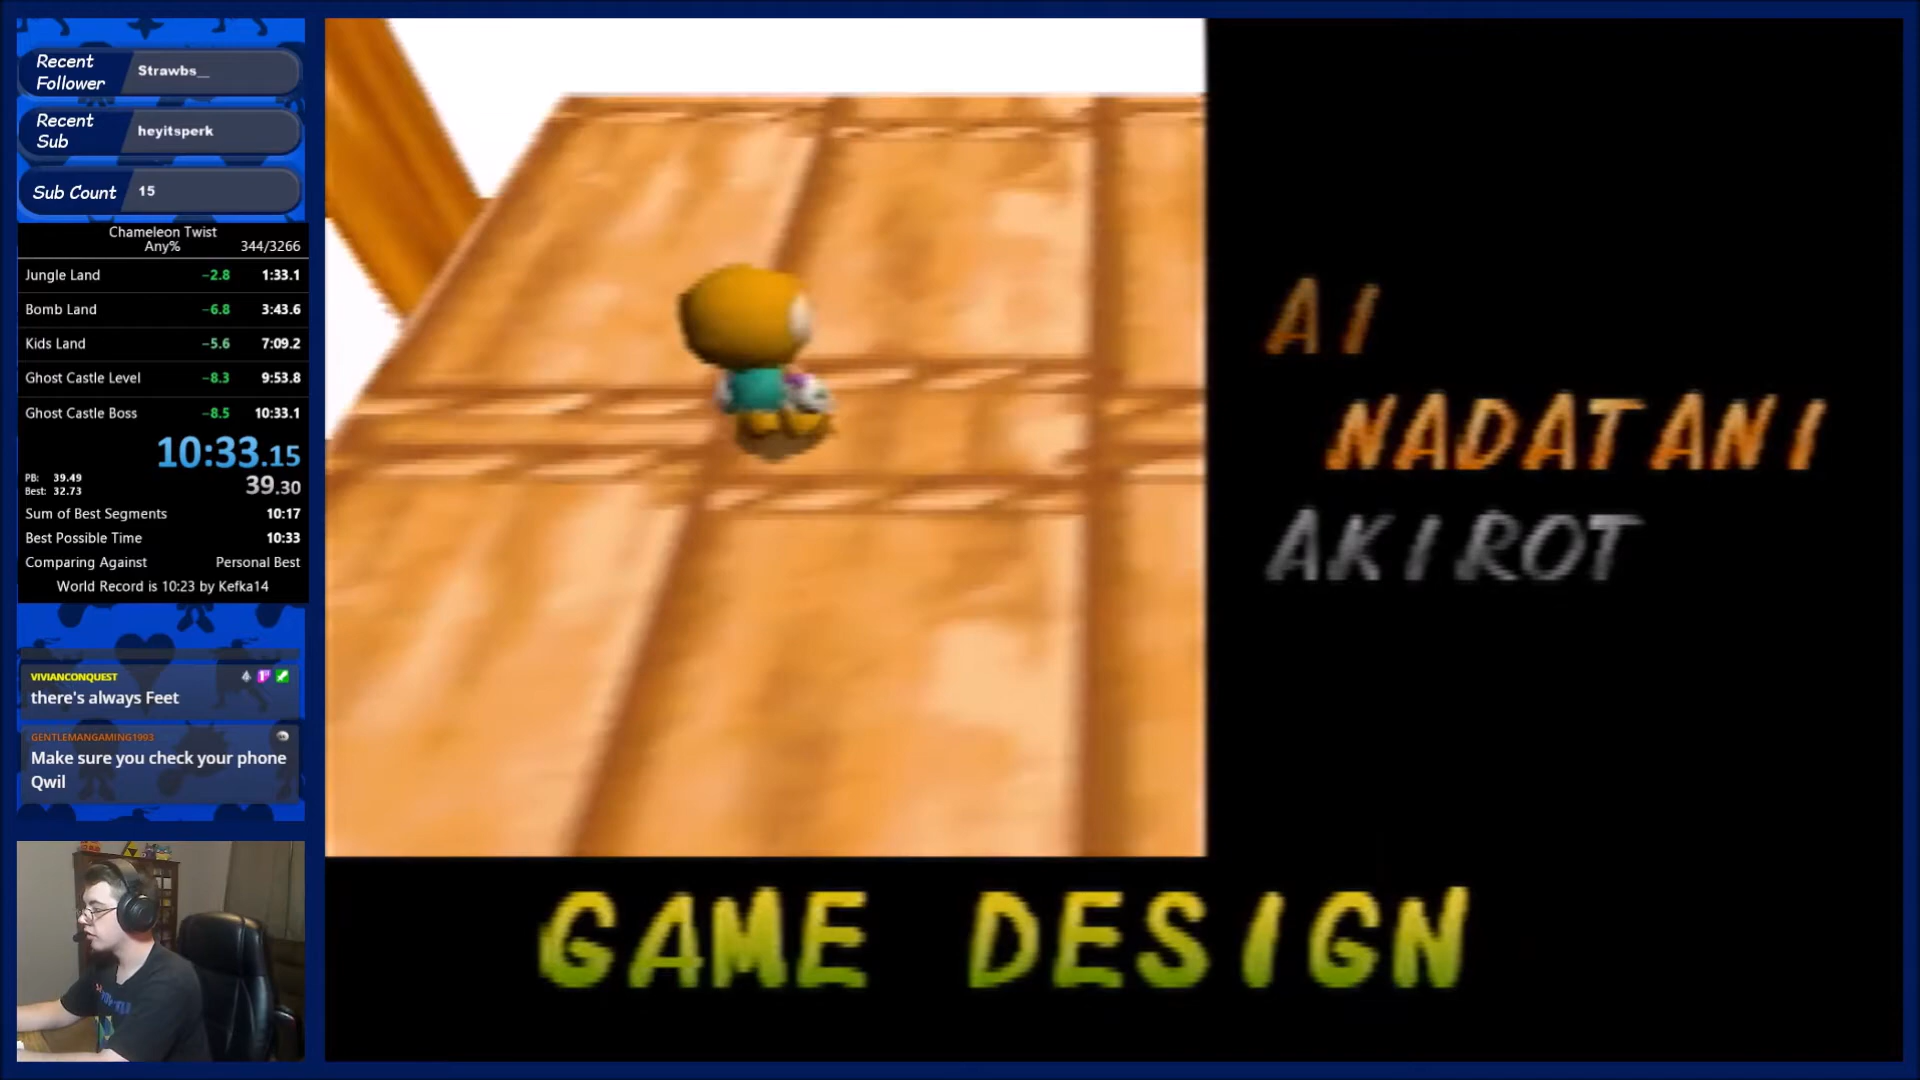 Recent
Follower
Strawbs__
Recent
Sub
heyitsperk
Sub Count
15
Chameleon Twist
Any%
344/3266
Jungle Land -2.8 1:33.1
Bomb Land -6.8 3:43.6
Kids Land -5.6 7:09.2
Ghost Castle Level -8.3 9:53.8
Ghost Castle Boss -8.5 10:33.1
10:33.15
PB: 39.49
Best: 32.73
39.30
Sum of Best Segments 10:17
Best Possible Time 10:33
Comparing Against Personal Best
World Record is 10:23 by Kefka14
VIVIANCONQUEST
there's always Feet
GENTLEMANGAMING1993
Make sure you check your phone
Qwil
AI
NADATANI
AKIROT
GAME DESIGN